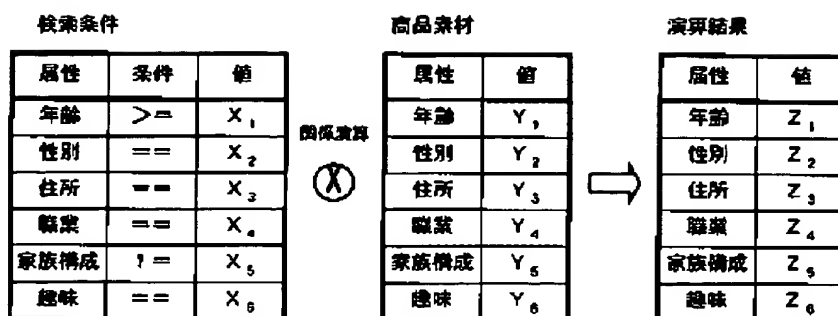 検索条件 商品素材 演算結果
属性 条件 値 属性 値 属性 値
年齢 >= X₁ 年齢 Y₁ 年齢 Z₁
関係演算
性別 == X₂ 性別 Y₂ 性別 Z₂
住所 == X₃ Ⓧ 住所 Y₃ 住所 Z₃
職業 == X₄ 職業 Y₄ 職業 Z₄
家族構成 != X₅ 家族構成 Y₅ 家族構成 Z₅
趣味 == X₆ 趣味 Y₆ 趣味 Z₆